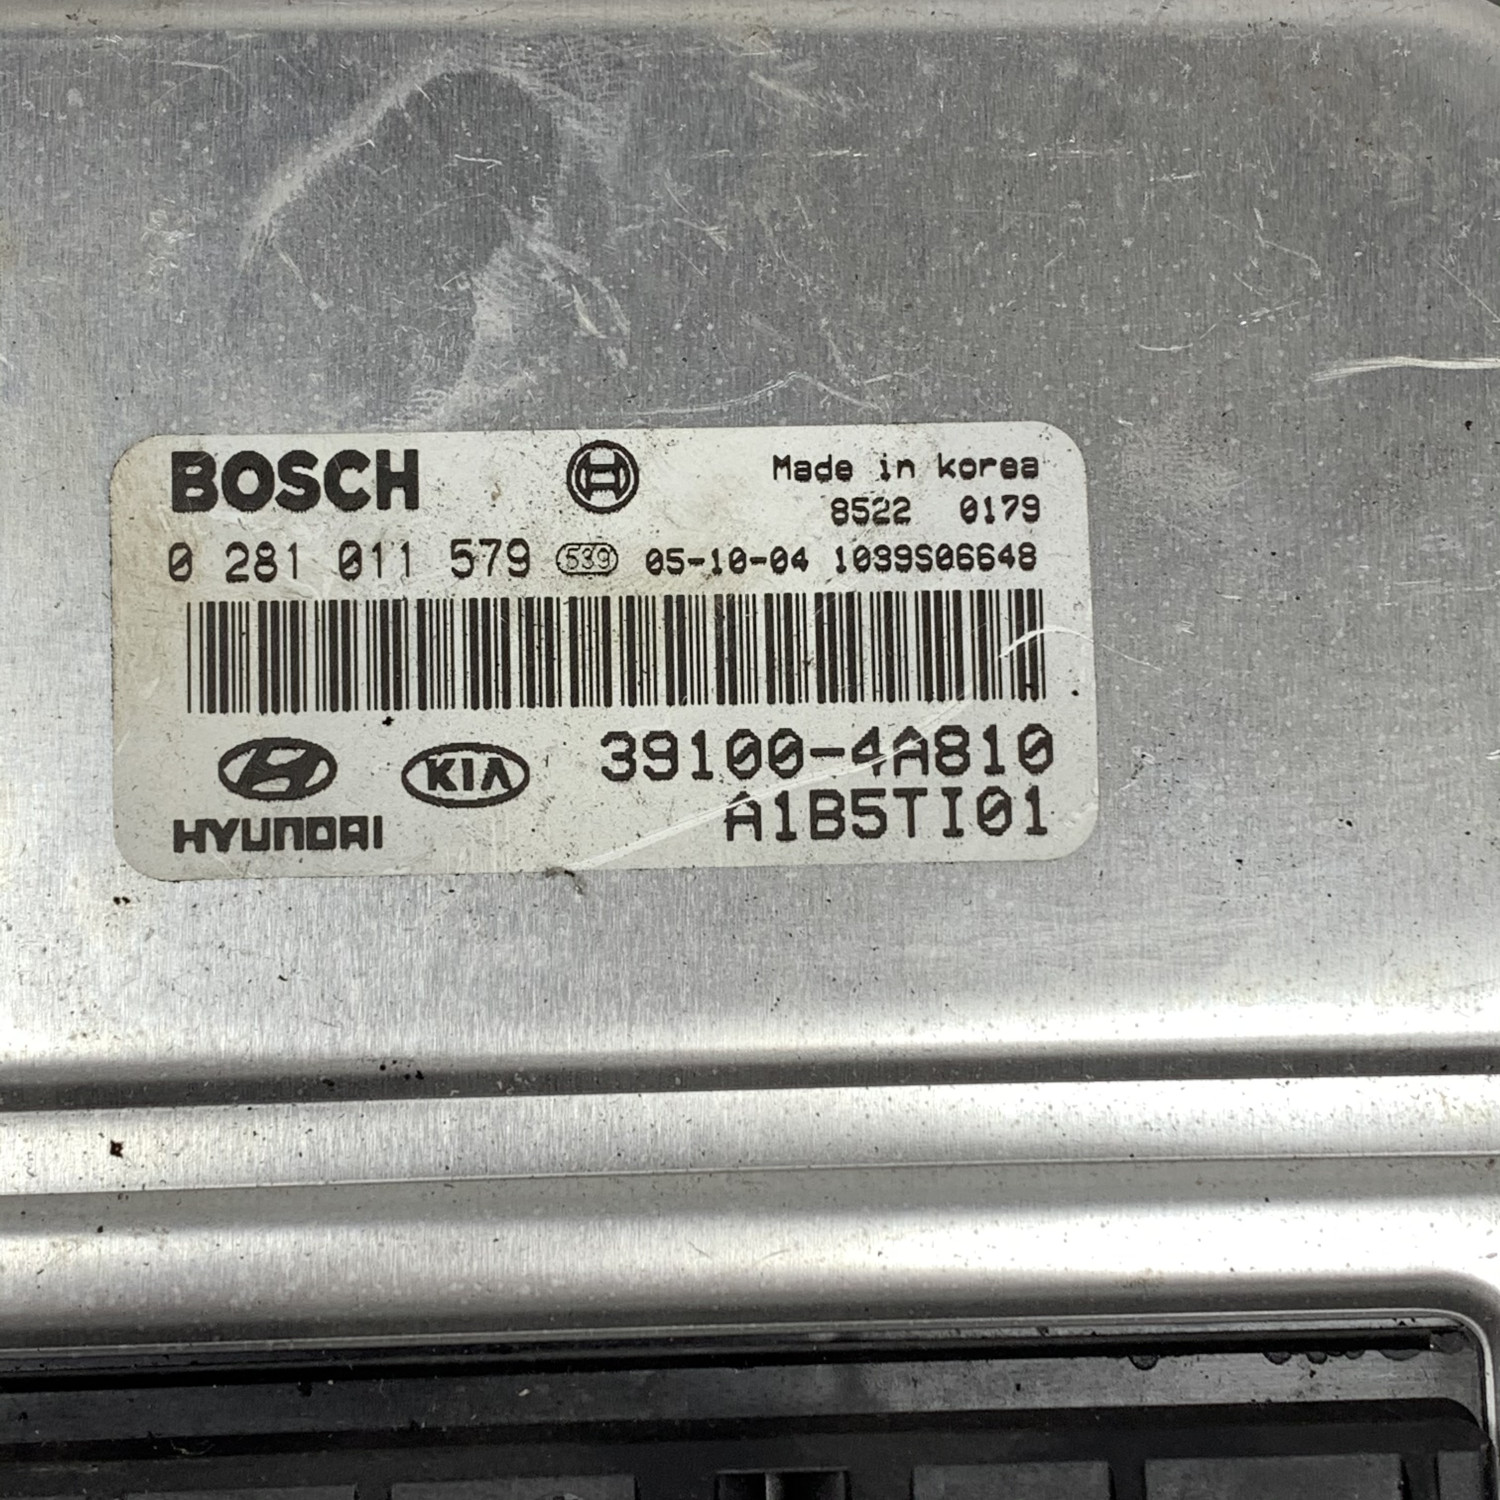 BOSCH
Made in korea
8522 0179
0 281 011 579 539 05-10-04 1039S06648
KIA
39100-4A810
HYUNDAI
A1B5TI01